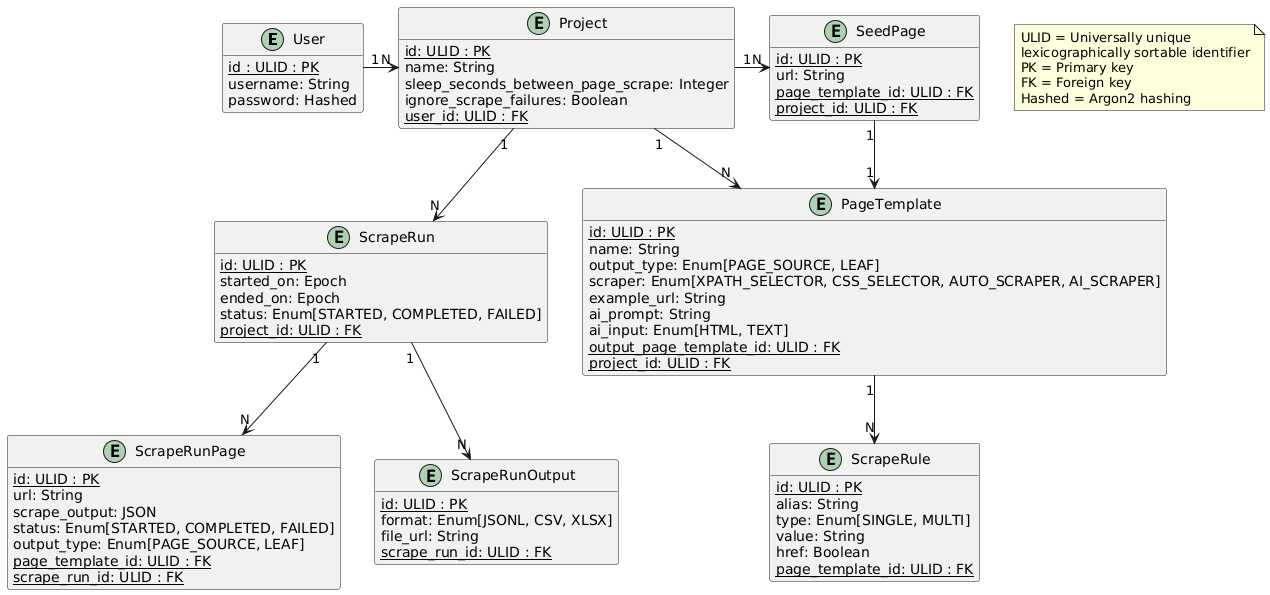 E User
id : ULID : PK
username: String
password: Hashed
1 N
E Project
id: ULID : PK
name: String
sleep_seconds_between_page_scrape: Integer
ignore_scrape_failures: Boolean
user_id: ULID : FK
1 N
E SeedPage
id: ULID : PK
url: String
page_template_id: ULID : FK
project_id: ULID : FK
ULID = Universally unique
lexicographically sortable identifier
PK = Primary key
FK = Foreign key
Hashed = Argon2 hashing
1
N
1
N
1
1
E ScrapeRun
id: ULID : PK
started_on: Epoch
ended_on: Epoch
status: Enum[STARTED, COMPLETED, FAILED]
project_id: ULID : FK
E PageTemplate
id: ULID : PK
name: String
output_type: Enum[PAGE_SOURCE, LEAF]
scraper: Enum[XPATH_SELECTOR, CSS_SELECTOR, AUTO_SCRAPER, AI_SCRAPER]
example_url: String
ai_prompt: String
ai_input: Enum[HTML, TEXT]
output_page_template_id: ULID : FK
project_id: ULID : FK
1
N
1
N
1
N
E ScrapeRunPage
id: ULID : PK
url: String
scrape_output: JSON
status: Enum[STARTED, COMPLETED, FAILED]
output_type: Enum[PAGE_SOURCE, LEAF]
page_template_id: ULID : FK
scrape_run_id: ULID : FK
E ScrapeRunOutput
id: ULID : PK
format: Enum[JSONL, CSV, XLSX]
file_url: String
scrape_run_id: ULID : FK
E ScrapeRule
id: ULID : PK
alias: String
type: Enum[SINGLE, MULTI]
value: String
href: Boolean
page_template_id: ULID : FK